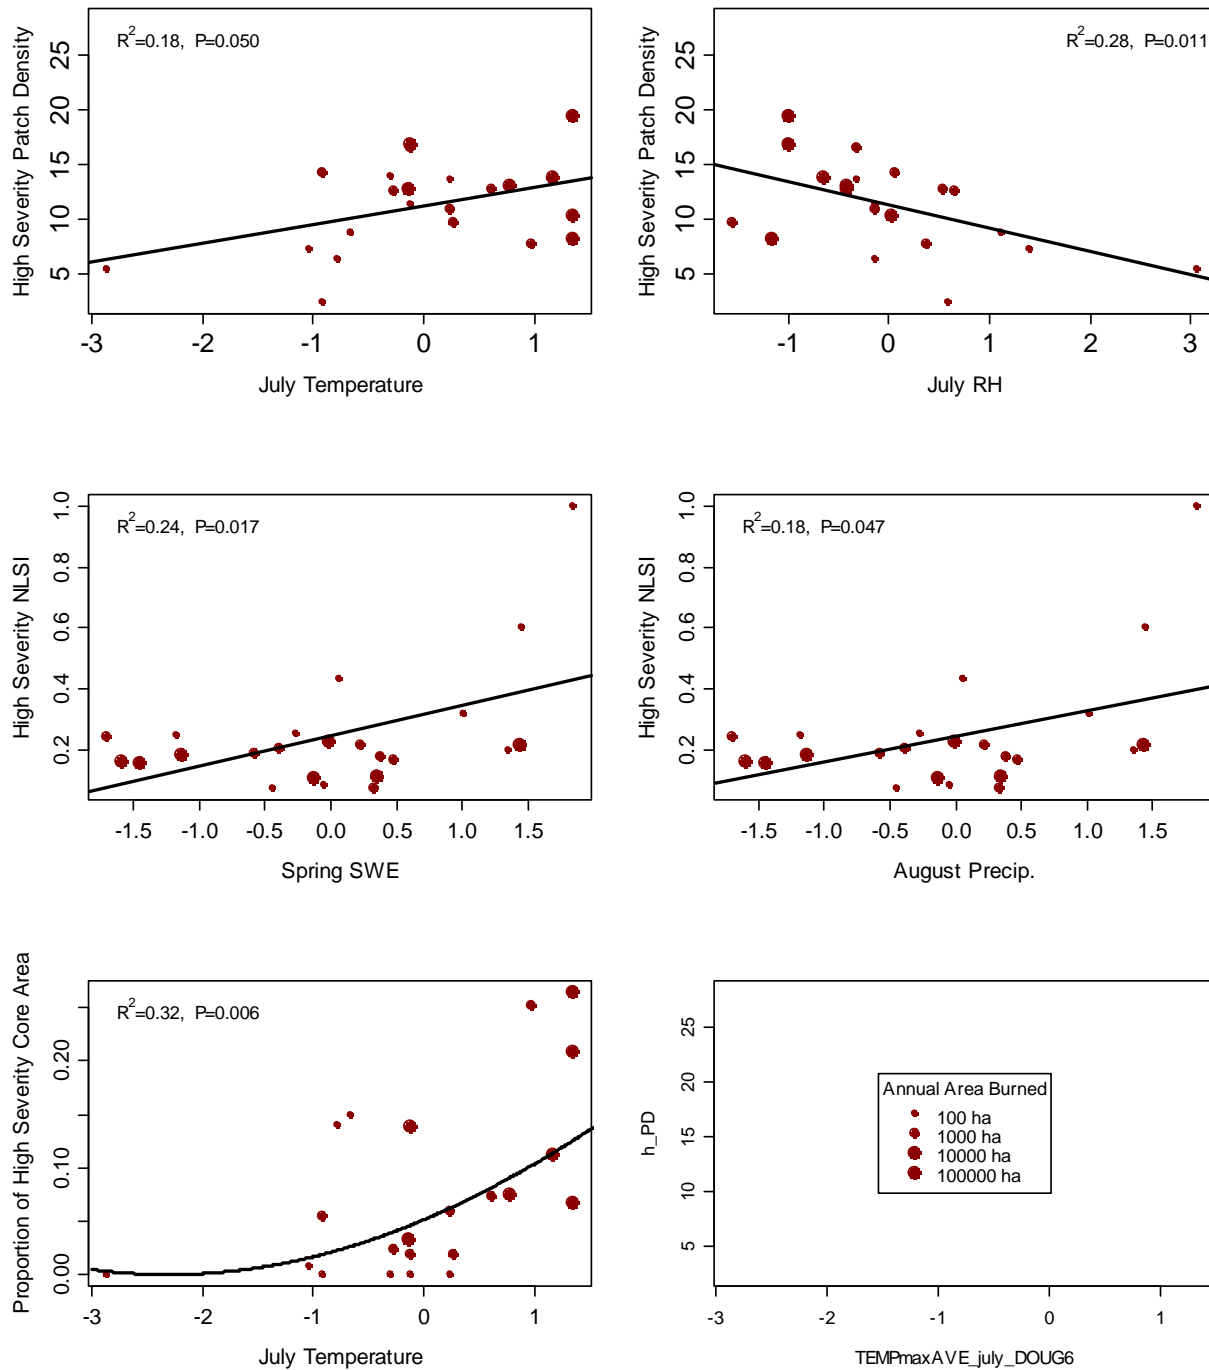 R²=0.18, P=0.050
High Severity Patch Density
25
20
15
10
5
-3 -2 -1 0 1
July Temperature
R²=0.28, P=0.011
High Severity Patch Density
25
20
15
10
5
-1 0 1 2 3
July RH
R²=0.24, P=0.017
High Severity NLSI
1.0
0.8
0.6
0.4
0.2
-1.5 -1.0 -0.5 0.0 0.5 1.0 1.5
Spring SWE
R²=0.18, P=0.047
High Severity NLSI
1.0
0.8
0.6
0.4
0.2
-1.5 -1.0 -0.5 0.0 0.5 1.0 1.5
August Precip.
R²=0.32, P=0.006
Proportion of High Severity Core Area
0.20
0.10
0.00
-3 -2 -1 0 1
July Temperature
h_PD
25
20
15
10
5
Annual Area Burned
100 ha
1000 ha
10000 ha
100000 ha
-3 -2 -1 0 1
TEMPmaxAVE_july_DOUG6